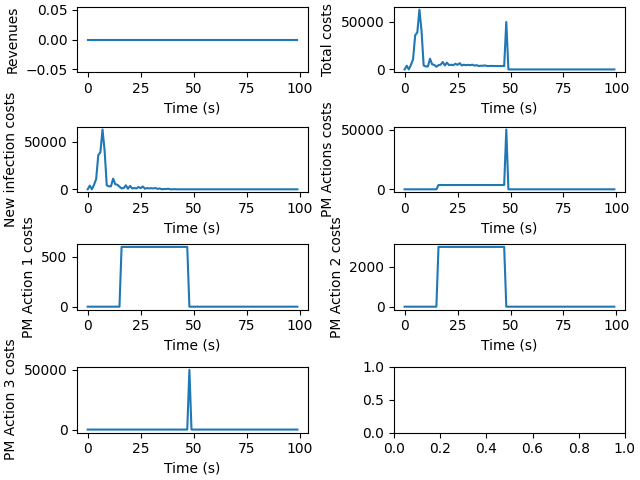 Revenues
0.05
0.00
−0.05
0 25 50 75 100
Time (s)
Total costs
50000
0
0 25 50 75 100
Time (s)
New infection costs
50000
0
0 25 50 75 100
Time (s)
PM Actions costs
50000
0
0 25 50 75 100
Time (s)
PM Action 1 costs
500
0
0 25 50 75 100
Time (s)
PM Action 2 costs
2000
0
0 25 50 75 100
Time (s)
PM Action 3 costs
50000
0
0 25 50 75 100
Time (s)
1.0
0.5
0.0
0.0 0.2 0.4 0.6 0.8 1.0